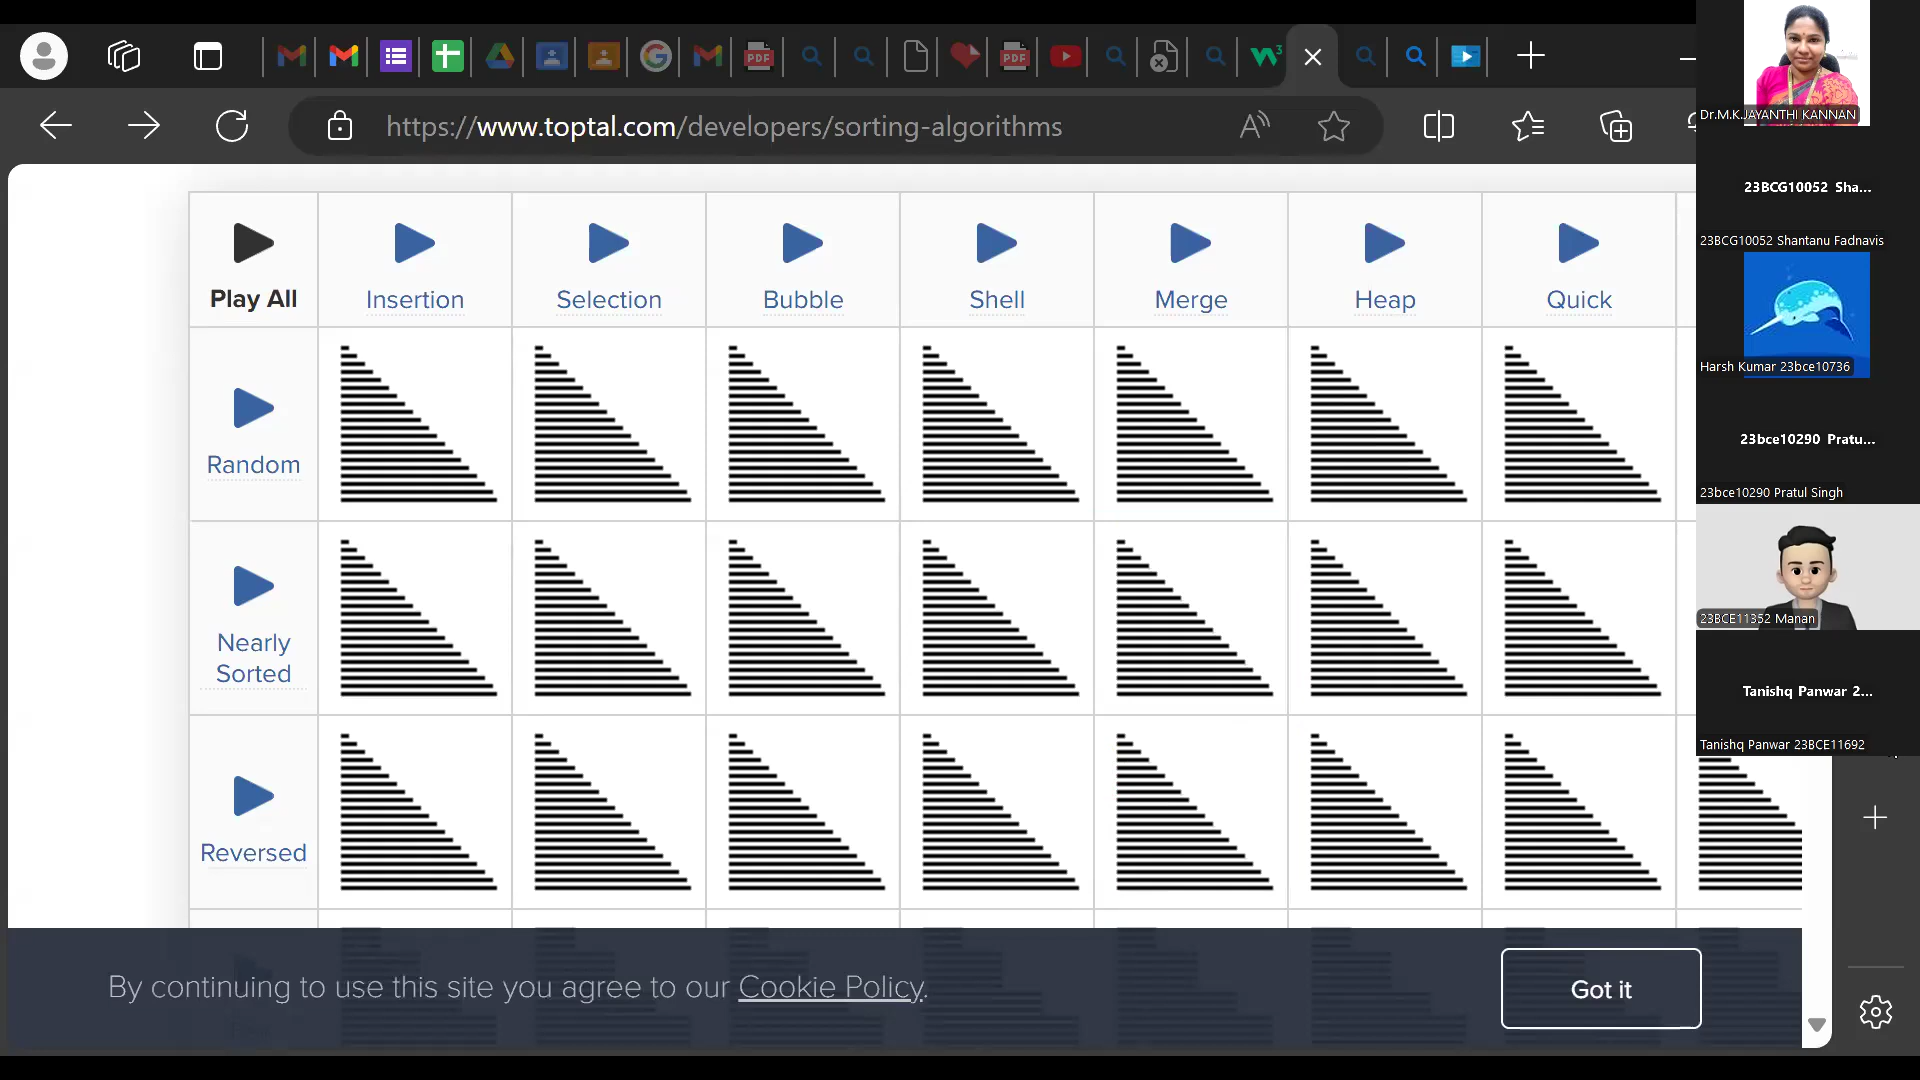 https://www.toptal.com/developers/sorting-algorithms
Play All
Insertion
Selection
Bubble
Shell
Merge
Heap
Quick
Random
Nearly
Sorted
Reversed
By continuing to use this site you agree to our Cookie Policy.
Got it
Dr.M.K.JAYANTHI KANNAN
23BCG10052 Sha...
23BCG10052 Shantanu Fadnavis
Harsh Kumar 23bce10736
23bce10290 Pratu...
23bce10290 Pratul Singh
23BCE11352 Manan
Tanishq Panwar 2...
Tanishq Panwar 23BCE11692
PDF
PDF